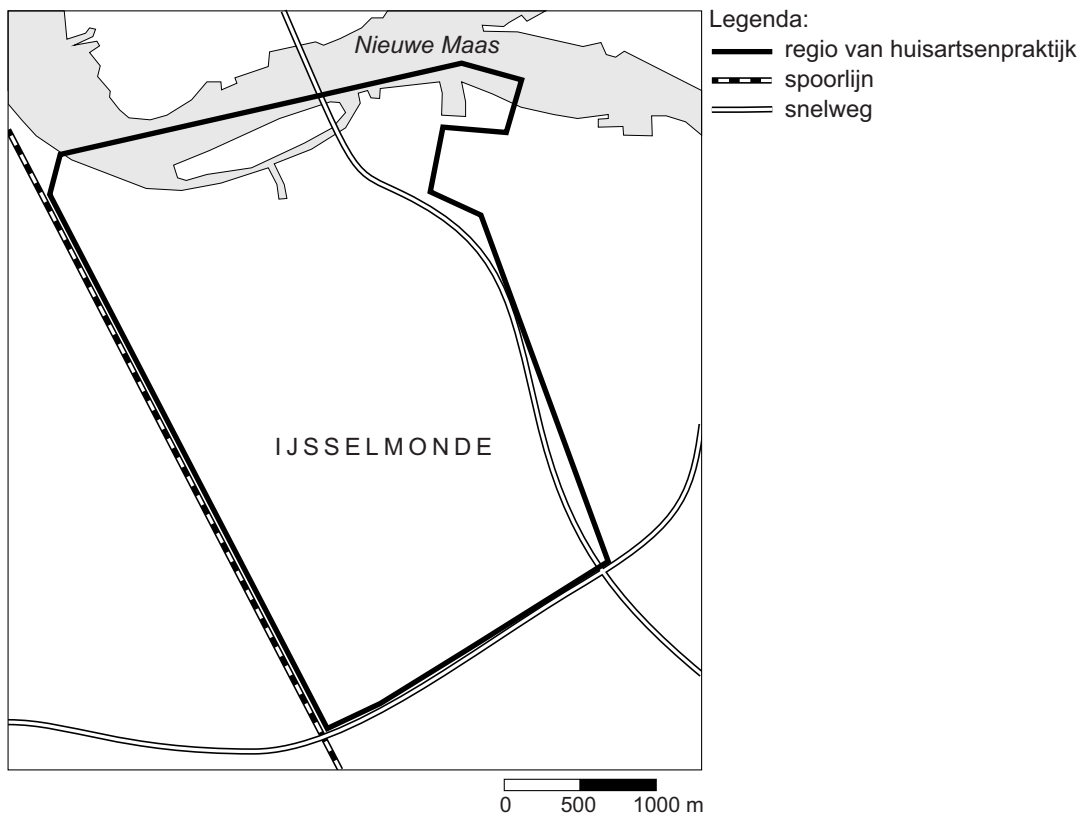 Legenda:
Nieuwe Maas
regio van huisartsenpraktijk
spoorlijn
snelweg
IJSSELMONDE
0 500 1000 m